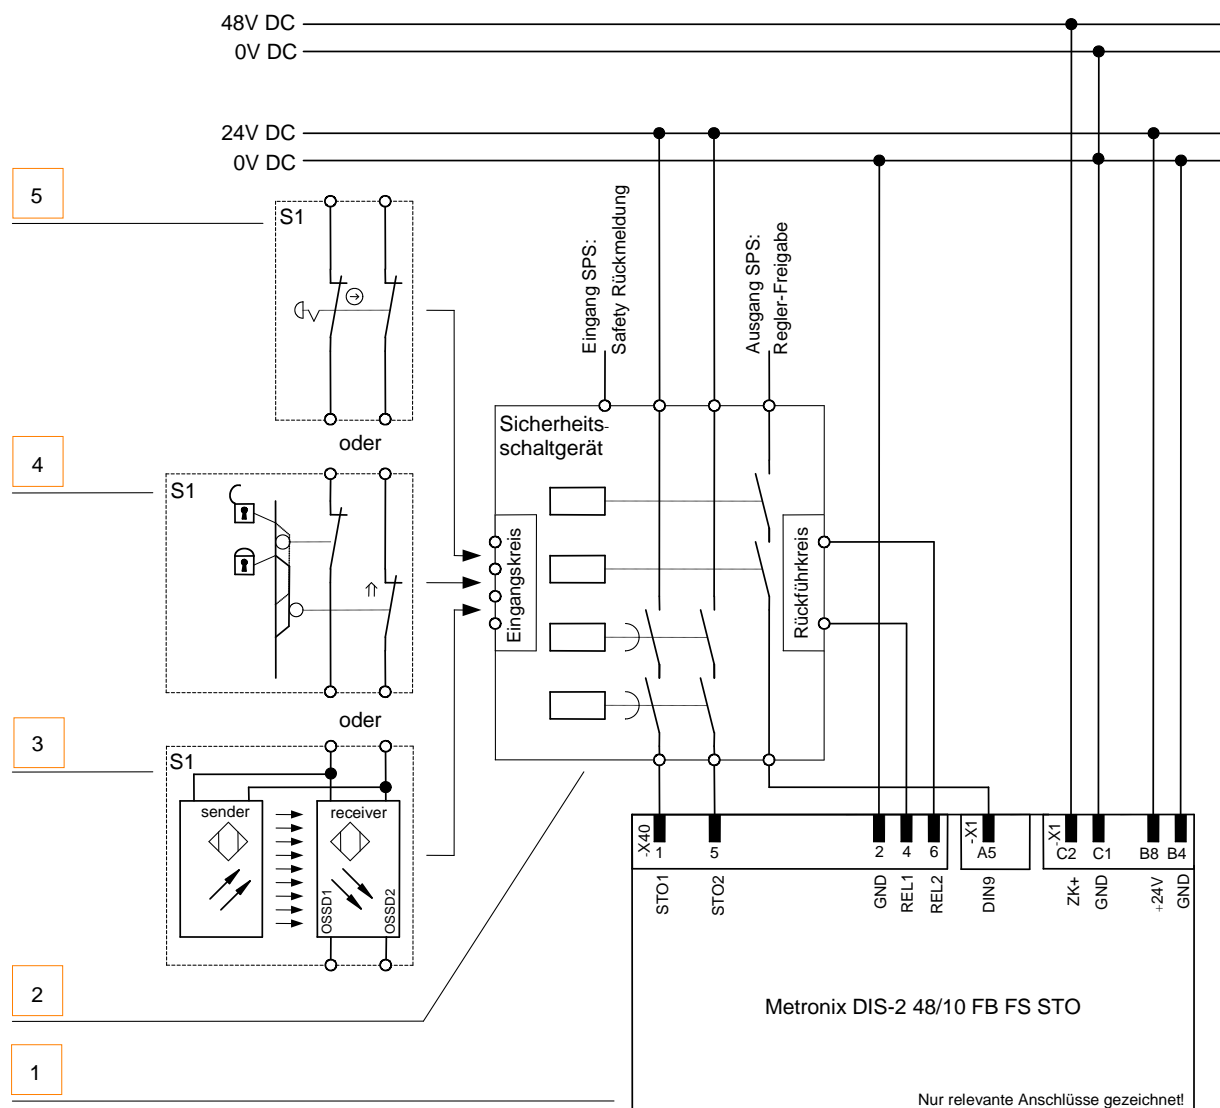 48V DC
0V DC
24V DC
0V DC
5
S1
Eingang SPS:
Safety Rückmeldung
Ausgang SPS:
Regler-Freigabe
oder
Sicherheits-
schaltgerät
4
S1
Eingangskreis
Rückführkreis
oder
3
S1
sender
receiver
OSSD1
OSSD2
-X40
1
5
2
4
6
-X1
A5
-X1
C2
C1
B8
B4
STO1
STO2
GND
REL1
REL2
DIN9
ZK+
GND
+24V
GND
2
Metronix DIS-2 48/10 FB FS STO
1
Nur relevante Anschlüsse gezeichnet!